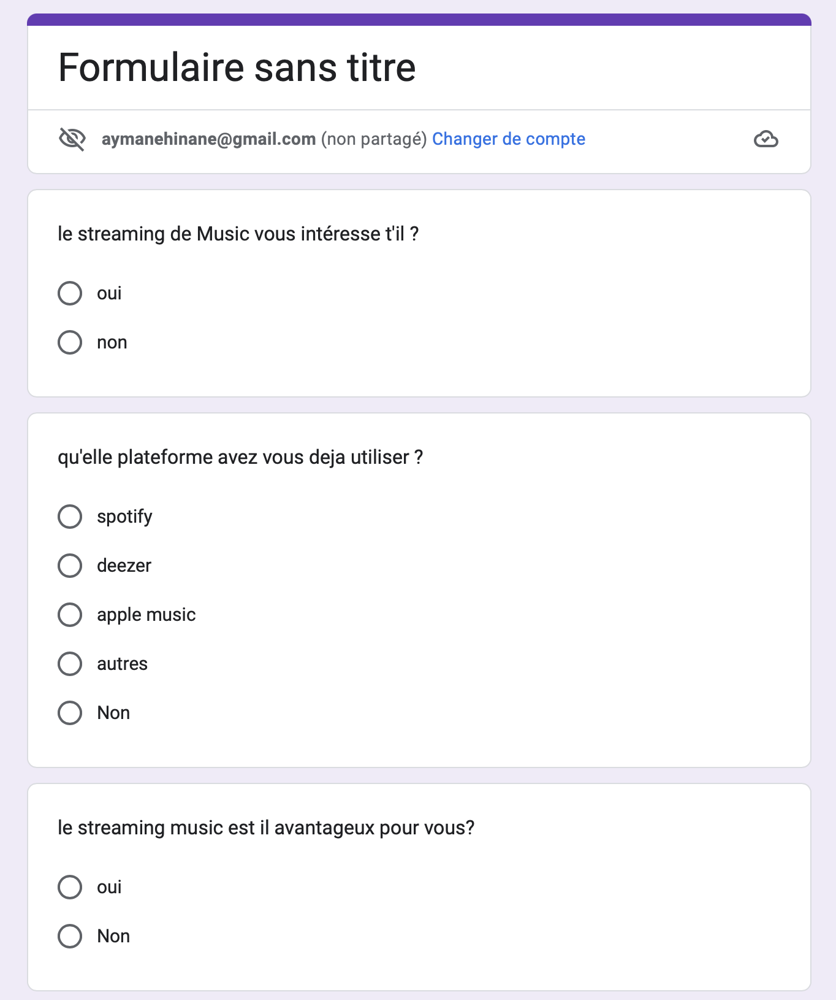 Formulaire sans titre
aymanehinane@gmail.com (non partagé) Changer de compte
le streaming de Music vous intéresse t'il ?
oui
non
qu'elle plateforme avez vous deja utiliser ?
spotify
deezer
apple music
autres
Non
le streaming music est il avantageux pour vous?
oui
Non